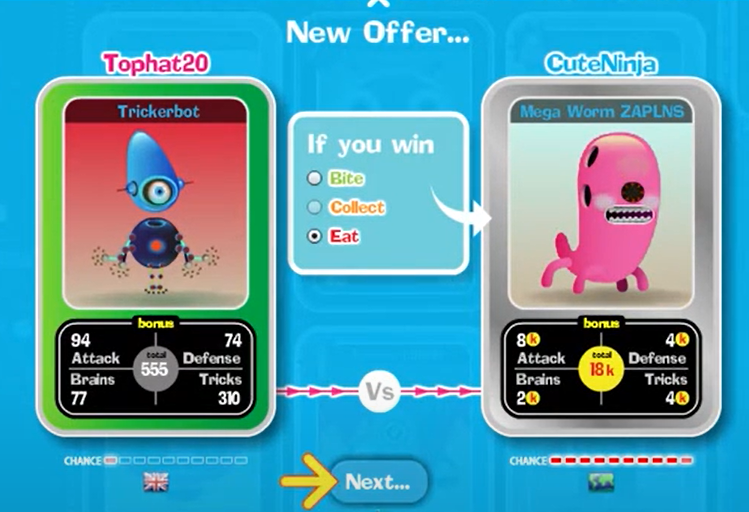 New Offer...
Tophat20
CuteNinja
Trickerbot
Mega Worm ZAPLNS
If you win
Bite
Collect
Eat
bonus
94 74
Attack Defense
total
555
Brains Tricks
77 310
bonus
8k 4k
Attack Defense
total
18k
Brains Tricks
2k 4k
Vs
CHANCE
CHANCE
Next...